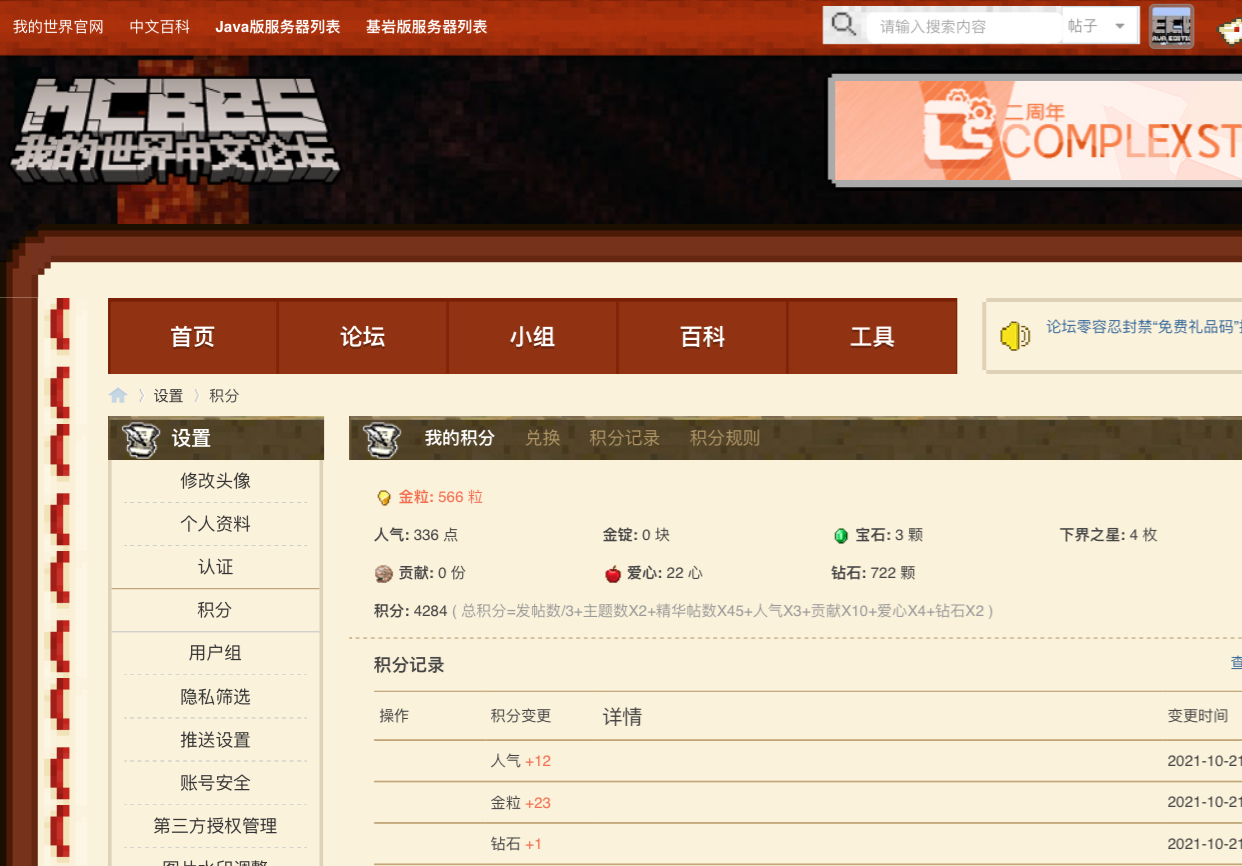 我的世界官网 中文百科 Java版服务器列表 基岩版服务器列表 请输入搜索内容 帖子
MCBBS
我的世界中文论坛
二周年
COMPLEXST
首页 论坛 小组 百科 工具
论坛零容忍封禁“免费礼品码”
设置 积分
设置
修改头像
个人资料
认证
积分
用户组
隐私筛选
推送设置
账号安全
第三方授权管理
图片水印调整
我的积分 兑换 积分记录 积分规则
金粒: 566 粒
人气: 336 点 金锭: 0 块 宝石: 3 颗 下界之星: 4 枚
贡献: 0 份 爱心: 22 心 钻石: 722 颗
积分: 4284 ( 总积分=发帖数/3+主题数X2+精华帖数X45+人气X3+贡献X10+爱心X4+钻石X2 )
积分记录 查
操作 积分变更 详情 变更时间
人气 +12 2021-10-21
金粒 +23 2021-10-21
钻石 +1 2021-10-21